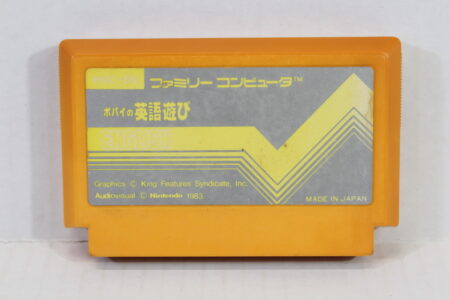 ファミリー コンピュータ™
ポパイの英語遊び
Graphics © King Features Syndicate, Inc.
Audiovisual © Nintendo 1983
MADE IN JAPAN